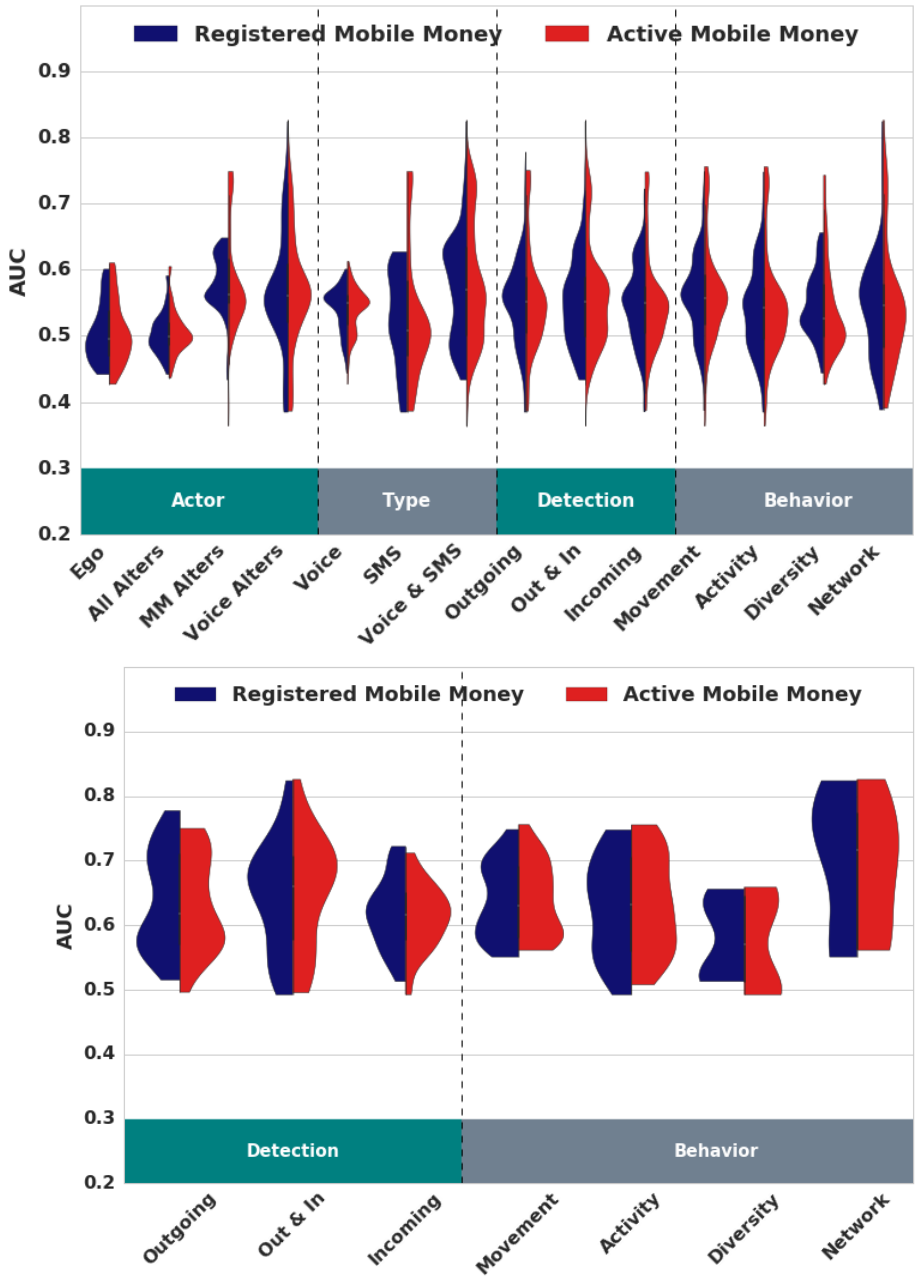 Registered Mobile Money Active Mobile Money
0.9
0.8
0.7
0.6
0.5
0.4
0.3
0.2
AUC
Actor Type Detection Behavior
Ego All Alters MM Alters Voice Alters Voice SMS Voice & SMS Outgoing Out & In Incoming Movement Activity Diversity Network
Registered Mobile Money Active Mobile Money
0.9
0.8
0.7
0.6
0.5
0.4
0.3
0.2
AUC
Detection Behavior
Outgoing Out & In Incoming Movement Activity Diversity Network